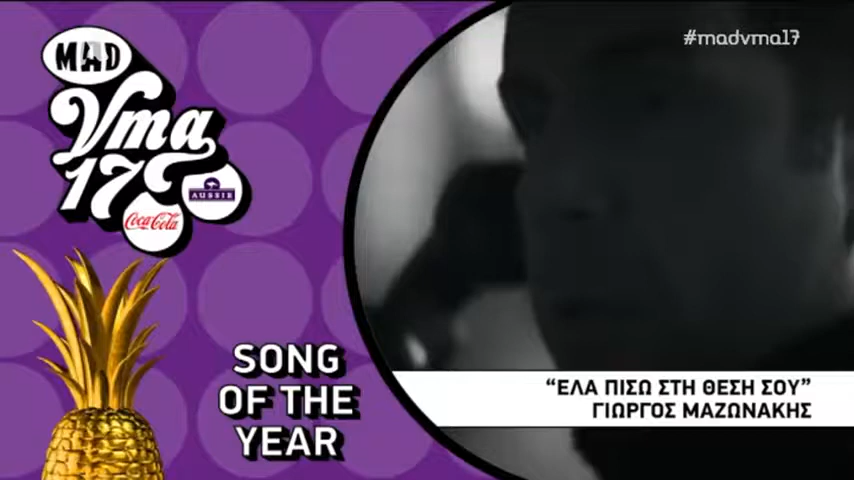 MAD
Vma
17
AUSSIE
Coca-Cola
#madvma17
SONG
OF THE
YEAR
“ΕΛΑ ΠΙΣΩ ΣΤΗ ΘΕΣΗ ΣΟΥ”
ΓΙΩΡΓΟΣ ΜΑΖΩΝΑΚΗΣ